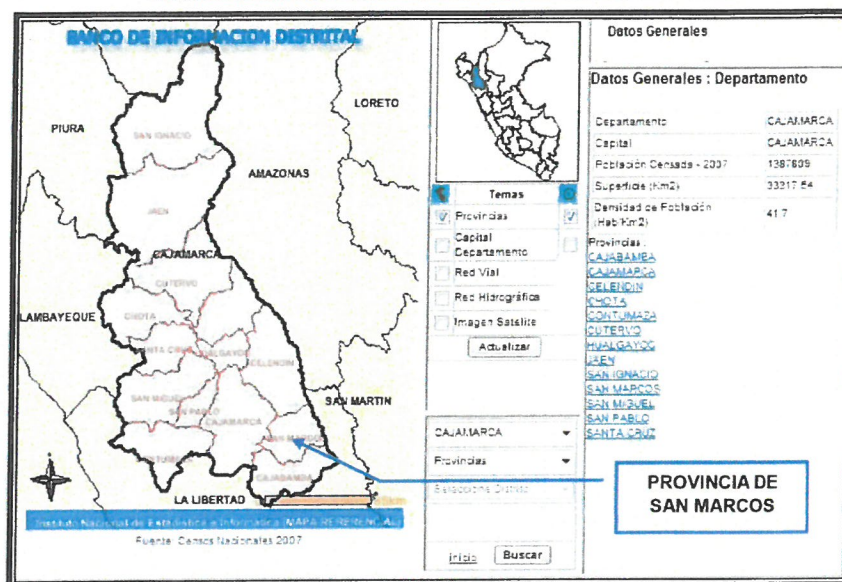 BANCO DE INFORMACION DISTRITAL
PIURA
LORETO
SAN IGNACIO
AMAZONAS
JAEN
CAJAMARCA
CUTERVO
LAMBAYEQUE
CHOTA
SANTA CRUZ
HUALGAYOC
CELENDIN
SAN MIGUEL
SAN PABLO
CAJAMARCA
SAN MARTIN
SAN MARCOS
CAJABAMBA
LA LIBERTAD
Instituto Nacional de Estadística e Informática (MAPA REFERENCIAL)
Fuente: Censos Nacionales 2007
Temas
Provincias
Capital
Departamento
Red Vial
Red Hidrográfica
Imagen Satelite
Actualizar
CAJAMARCA
Provincias
Seleccione Distrito
Inicio Buscar
Datos Generales
Datos Generales : Departamento
Departamento CAJAMARCA
Capital CAJAMARCA
Población Censada - 2007 1387809
Superficie (Km2) 33317.54
Densidad de Población
(Hab/Km2) 41.7
Provincias :
CAJABAMBA
CAJAMARCA
CELENDIN
CHOTA
CONTUMAZA
CUTERVO
HUALGAYOC
JAEN
SAN IGNACIO
SAN MARCOS
SAN MIGUEL
SAN PABLO
SANTA CRUZ
PROVINCIA DE
SAN MARCOS